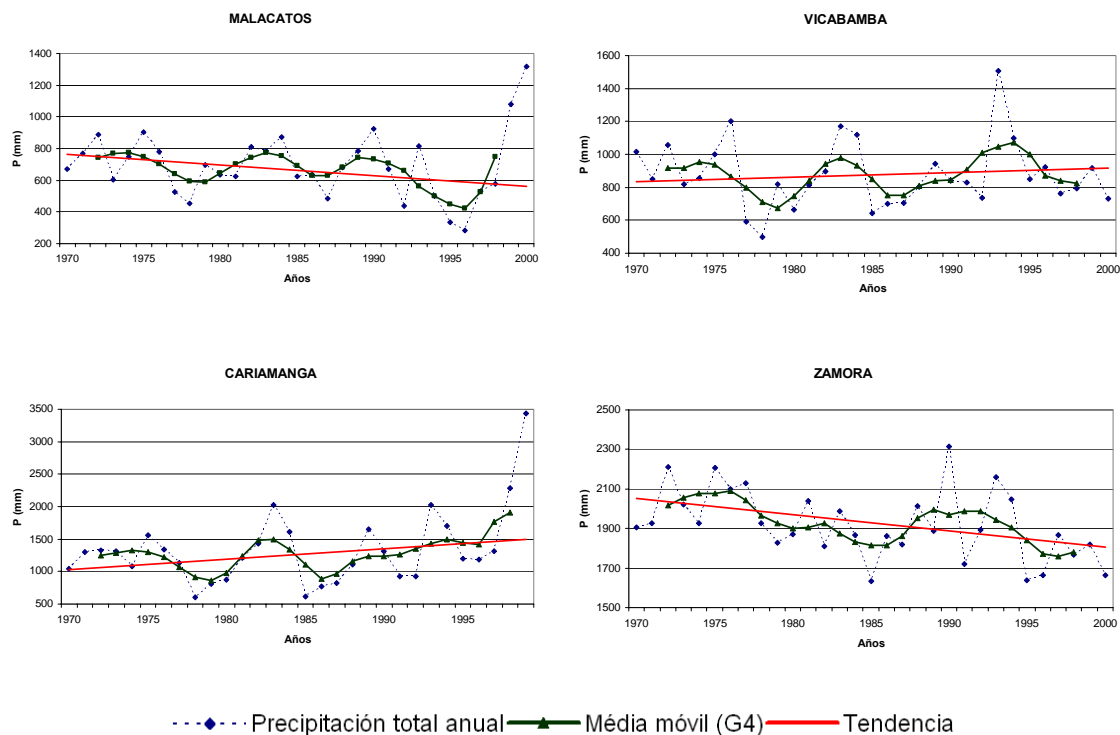 MALACATOS
P (mm)
1400
1200
1000
800
600
400
200
1970 1975 1980 1985 1990 1995 2000
Años
VICABAMBA
P (mm)
1600
1400
1200
1000
800
600
400
1970 1975 1980 1985 1990 1995 2000
Años
CARIAMANGA
P (mm)
3500
3000
2500
2000
1500
1000
500
1970 1975 1980 1985 1990 1995
Años
ZAMORA
P (mm)
2500
2300
2100
1900
1700
1500
1970 1975 1980 1985 1990 1995 2000
Años
Precipitación total anual Média móvil (G4) Tendencia